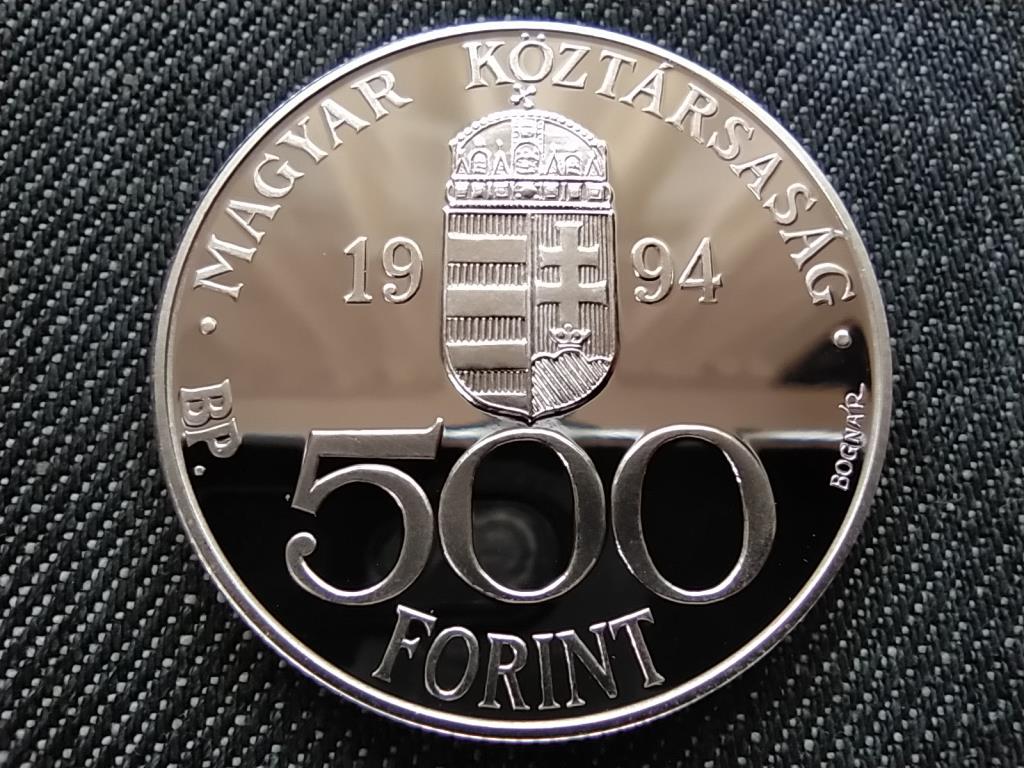 · MAGYAR KÖZTÁRSASÁG ·
19 94
BP.
BOGNÁR
500
FORINT